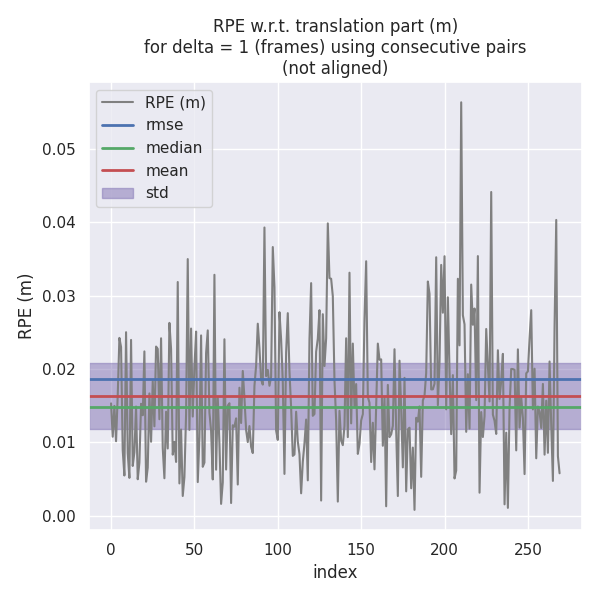 RPE w.r.t. translation part (m)
for delta = 1 (frames) using consecutive pairs
(not aligned)
RPE (m)
rmse
median
mean
std
RPE (m)
0.05
0.04
0.03
0.02
0.01
0.00
0 50 100 150 200 250
index